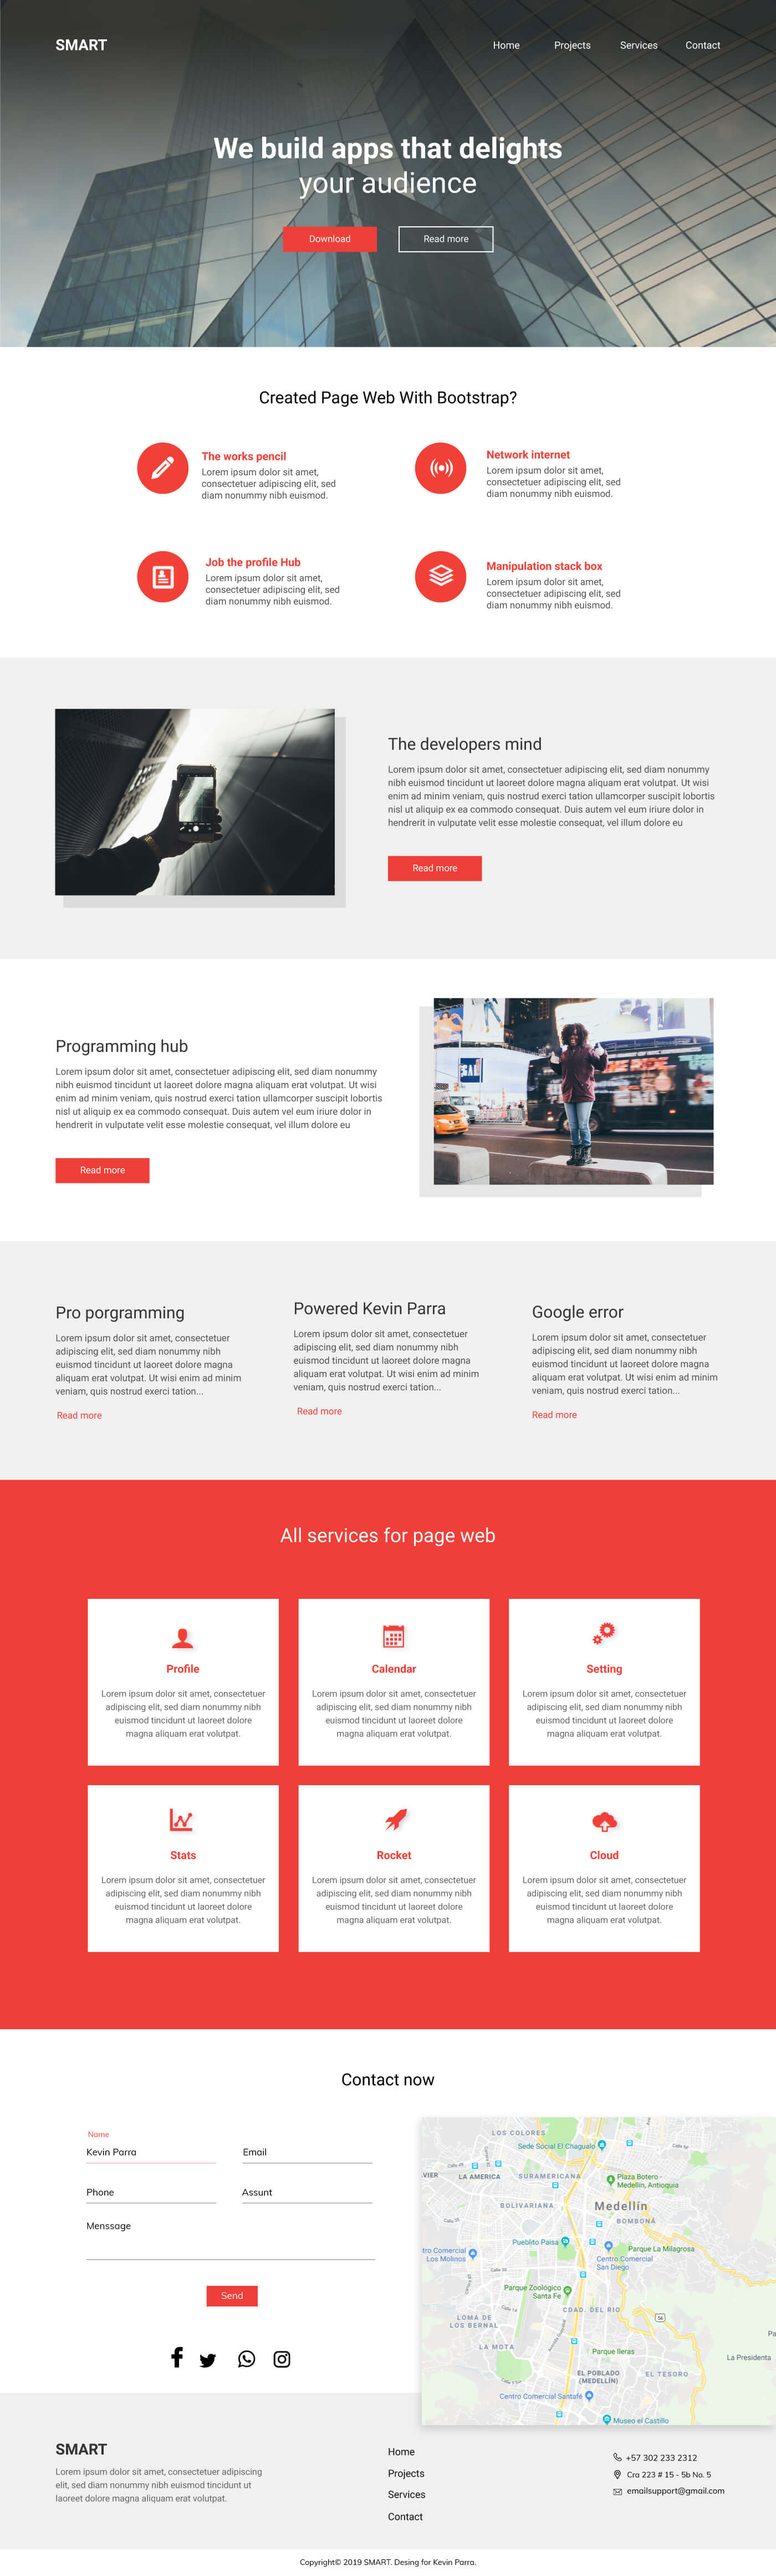 SMART
Home
Projects
Services
Contact
We build apps that delights
your audience
Download
Read more
Created Page Web With Bootstrap?
The works pencil
Lorem ipsum dolor sit amet,
consectetuer adipiscing elit, sed
diam nonummy nibh euismod.
Network internet
Lorem ipsum dolor sit amet,
consectetuer adipiscing elit, sed
diam nonummy nibh euismod.
Job the profile Hub
Lorem ipsum dolor sit amet,
consectetuer adipiscing elit, sed
diam nonummy nibh euismod.
Manipulation stack box
Lorem ipsum dolor sit amet,
consectetuer adipiscing elit, sed
diam nonummy nibh euismod.
The developers mind
Lorem ipsum dolor sit amet, consectetuer adipiscing elit, sed diam nonummy
nibh euismod tincidunt ut laoreet dolore magna aliquam erat volutpat. Ut wisi
enim ad minim veniam, quis nostrud exerci tation ullamcorper suscipit lobortis
nisl ut aliquip ex ea commodo consequat. Duis autem vel eum iriure dolor in
hendrerit in vulputate velit esse molestie consequat, vel illum dolore eu
Read more
Programming hub
Lorem ipsum dolor sit amet, consectetuer adipiscing elit, sed diam nonummy
nibh euismod tincidunt ut laoreet dolore magna aliquam erat volutpat. Ut wisi
enim ad minim veniam, quis nostrud exerci tation ullamcorper suscipit lobortis
nisl ut aliquip ex ea commodo consequat. Duis autem vel eum iriure dolor in
hendrerit in vulputate velit esse molestie consequat, vel illum dolore eu
Read more
Pro porgramming
Lorem ipsum dolor sit amet, consectetuer
adipiscing elit, sed diam nonummy nibh
euismod tincidunt ut laoreet dolore magna
aliquam erat volutpat. Ut wisi enim ad minim
veniam, quis nostrud exerci tation...
Read more
Powered Kevin Parra
Lorem ipsum dolor sit amet, consectetuer
adipiscing elit, sed diam nonummy nibh
euismod tincidunt ut laoreet dolore magna
aliquam erat volutpat. Ut wisi enim ad minim
veniam, quis nostrud exerci tation...
Read more
Google error
Lorem ipsum dolor sit amet, consectetuer
adipiscing elit, sed diam nonummy nibh
euismod tincidunt ut laoreet dolore magna
aliquam erat volutpat. Ut wisi enim ad minim
veniam, quis nostrud exerci tation...
Read more
All services for page web
Profile
Lorem ipsum dolor sit amet, consectetuer
adipiscing elit, sed diam nonummy nibh
euismod tincidunt ut laoreet dolore
magna aliquam erat volutpat.
Calendar
Lorem ipsum dolor sit amet, consectetuer
adipiscing elit, sed diam nonummy nibh
euismod tincidunt ut laoreet dolore
magna aliquam erat volutpat.
Setting
Lorem ipsum dolor sit amet, consectetuer
adipiscing elit, sed diam nonummy nibh
euismod tincidunt ut laoreet dolore
magna aliquam erat volutpat.
Stats
Lorem ipsum dolor sit amet, consectetuer
adipiscing elit, sed diam nonummy nibh
euismod tincidunt ut laoreet dolore
magna aliquam erat volutpat.
Rocket
Lorem ipsum dolor sit amet, consectetuer
adipiscing elit, sed diam nonummy nibh
euismod tincidunt ut laoreet dolore
magna aliquam erat volutpat.
Cloud
Lorem ipsum dolor sit amet, consectetuer
adipiscing elit, sed diam nonummy nibh
euismod tincidunt ut laoreet dolore
magna aliquam erat volutpat.
Contact now
Name
Kevin Parra
Email
Phone
Assunt
Menssage
Send
LOS COLORES
Sede Social El Chagualo
VIER
LA AMERICA
SURAMERICANA
Plaza Botero -
Medellín, Antioquia
BOLIVARIANA
Medellín
BOMBONÁ
Pueblito Paisa
tro Comercial
Los Molinos
Parque La Milagrosa
Centro Comercial
San Diego
Parque Zoológico
Santa Fe
CDAD. DEL RIO
LOMA DE
LOS BERNAL
LA MOTA
Parque lleras
Pa
La Presidenta
EL POBLADO
(MEDELLÍN)
EL TESORO
Centro Comercial Santafé
Museo el Castillo
SMART
Lorem ipsum dolor sit amet, consectetuer adipiscing
elit, sed diam nonummy nibh euismod tincidunt ut
laoreet dolore magna aliquam erat volutpat.
Home
Projects
Services
Contact
+57 302 233 2312
Cra 223 # 15 - 5b No. 5
emailsupport@gmail.com
Copyright© 2019 SMART. Desing for Kevin Parra.